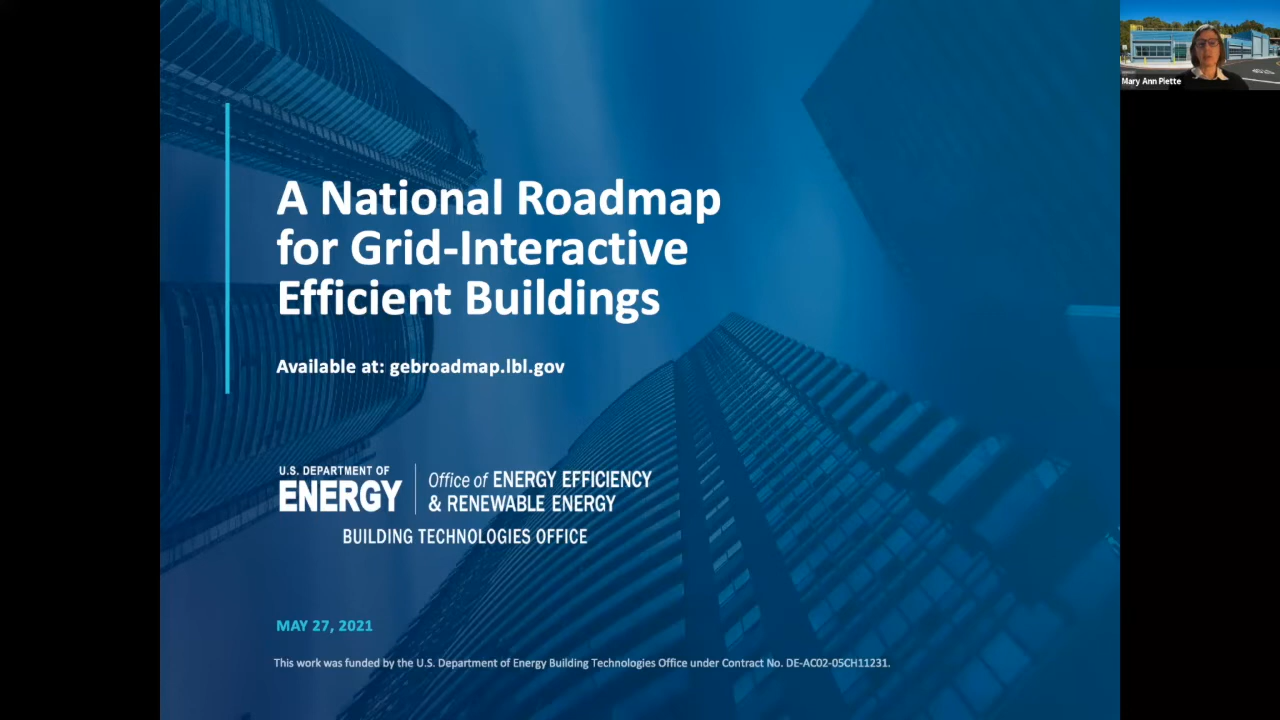 A National Roadmap
for Grid-Interactive
Efficient Buildings
Available at: gebroadmap.lbl.gov
U.S. DEPARTMENT OF
ENERGY
Office of ENERGY EFFICIENCY
& RENEWABLE ENERGY
BUILDING TECHNOLOGIES OFFICE
MAY 27, 2021
This work was funded by the U.S. Department of Energy Building Technologies Office under Contract No. DE-AC02-05CH11231.
Mary Ann Piette